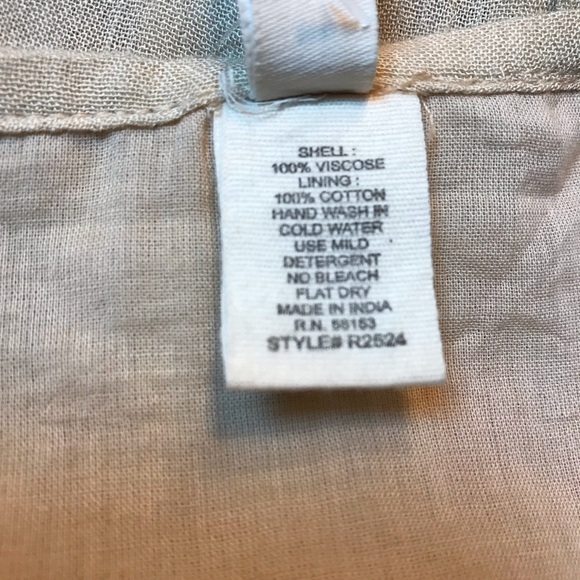 SHELL :
100% VISCOSE
LINING :
100% COTTON
HAND WASH IN
COLD WATER
USE MILD
DETERGENT
NO BLEACH
FLAT DRY
MADE IN INDIA
R.N. 56153
STYLE# R2524